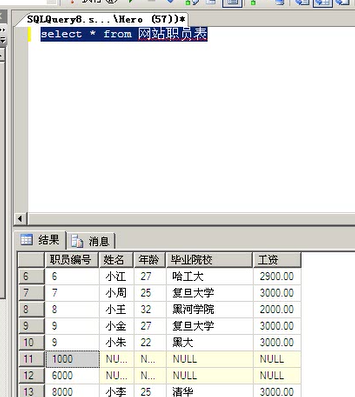 SQLQuery8.s...\Hero (57))*
select * from 网站职员表
结果 消息
职员编号 姓名 年龄 毕业院校 工资
6 6 小江 27 哈工大 2900.00
7 7 小周 25 复旦大学 3000.00
8 8 小王 32 黑河学院 2000.00
9 9 小金 27 复旦大学 3000.00
10 9 小朱 22 黑大 3000.00
11 1000 NU... N... NULL NULL
12 6000 NU... N... NULL NULL
13 8000 小李 25 清华 3000.00